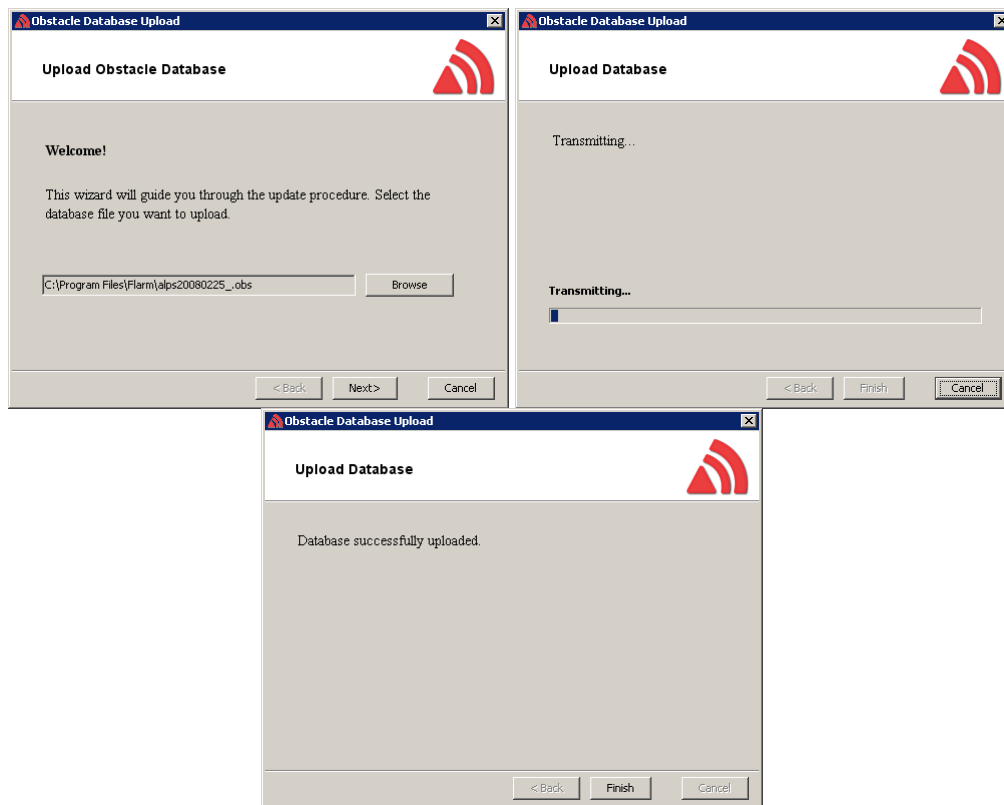 Obstacle Database Upload
Upload Obstacle Database
Welcome!
This wizard will guide you through the update procedure. Select the
database file you want to upload.
C:\Program Files\Flarm\alps20080225_.obs
Browse
< Back
Next>
Cancel
Obstacle Database Upload
Upload Database
Transmitting...
Transmitting...
< Back
Finish
Cancel
Obstacle Database Upload
Upload Database
Database successfully uploaded.
< Back
Finish
Cancel